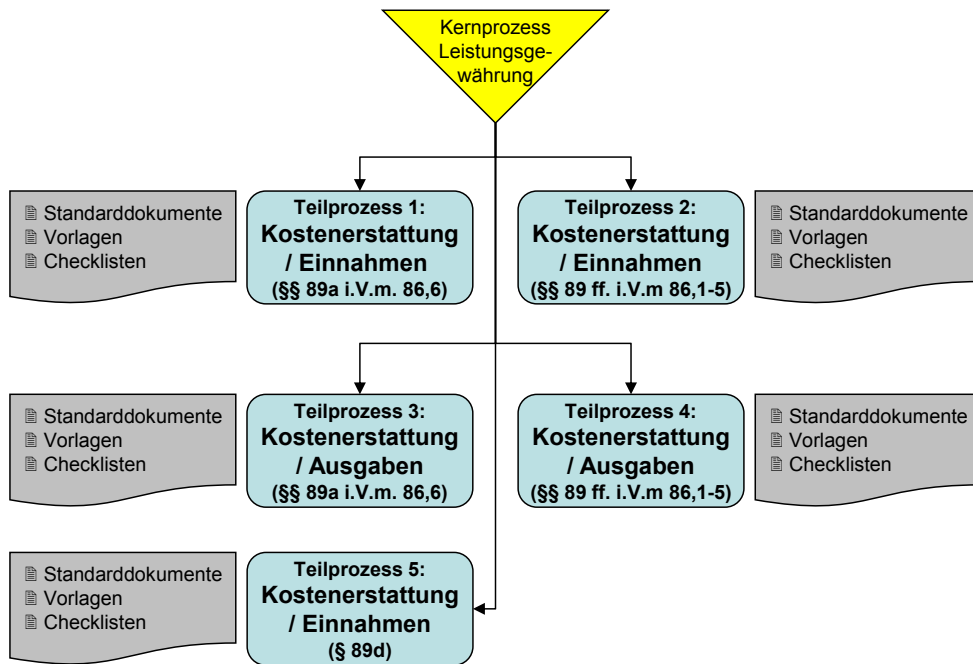 Kernprozess
Leistungsge-
währung
Standarddokumente
Vorlagen
Checklisten
Teilprozess 1:
Kostenerstattung
/ Einnahmen
(§§ 89a i.V.m. 86,6)
Teilprozess 2:
Kostenerstattung
/ Einnahmen
(§§ 89 ff. i.V.m 86,1-5)
Standarddokumente
Vorlagen
Checklisten
Standarddokumente
Vorlagen
Checklisten
Teilprozess 3:
Kostenerstattung
/ Ausgaben
(§§ 89a i.V.m. 86,6)
Teilprozess 4:
Kostenerstattung
/ Ausgaben
(§§ 89 ff. i.V.m 86,1-5)
Standarddokumente
Vorlagen
Checklisten
Standarddokumente
Vorlagen
Checklisten
Teilprozess 5:
Kostenerstattung
/ Einnahmen
(§ 89d)